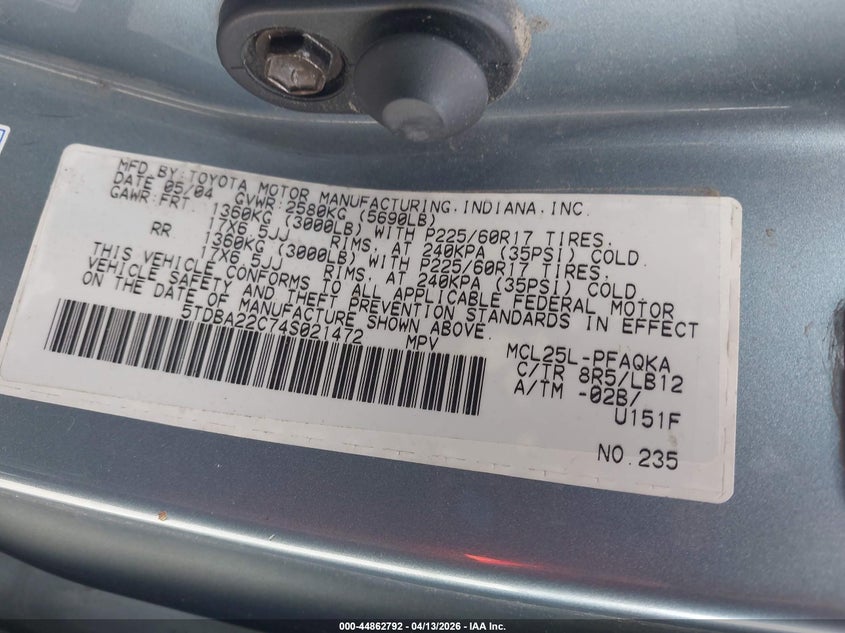 MFD.BY:TOYOTA MOTOR MANUFACTURING.INDIANA.INC.
DATE 05/04 GVWR:2580KG (5690LB)
GAWR:FRT 1360KG (3000LB) WITH P225/60R17 TIRES.
17X6.5JJ RIMS. AT 240KPA (35PSI) COLD.
RR 1360KG (3000LB) WITH P225/60R17 TIRES.
17X6.5JJ RIMS. AT 240KPA (35PSI) COLD.
THIS VEHICLE CONFORMS TO ALL APPLICABLE FEDERAL MOTOR
VEHICLE SAFETY AND THEFT PREVENTION STANDARDS IN EFFECT
ON THE DATE OF MANUFACTURE SHOWN ABOVE.
5TDBA22C74S021472 MPV
MCL25L-PFAQKA
C/TR 8R5/LB12
A/TM -02B/
U151F
NO.235
000-44862792 - 04/13/2026 - IAA Inc.